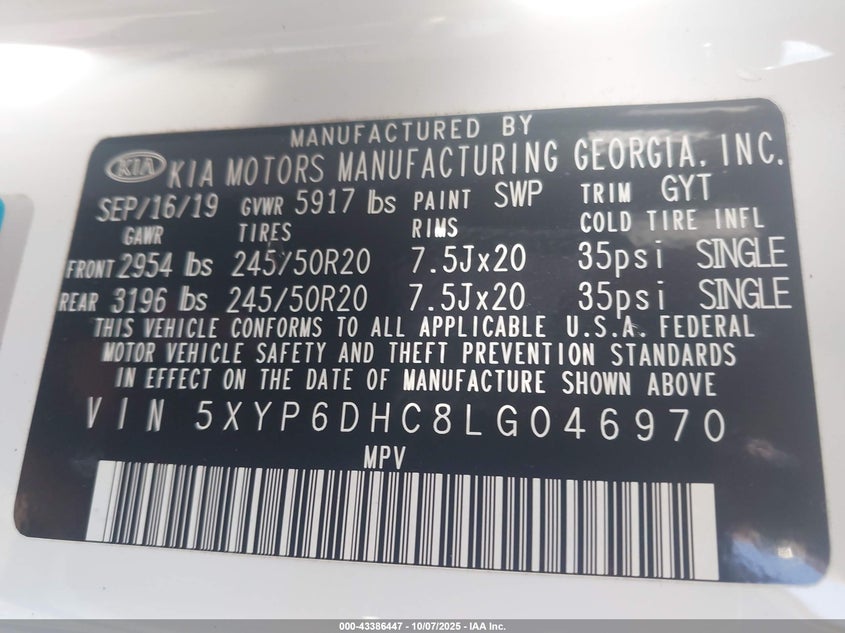 MANUFACTURED BY
KIA KIA MOTORS MANUFACTURING GEORGIA, INC.
SEP/16/19 GVWR 5917 lbs PAINT SWP TRIM GYT
GAWR TIRES RIMS COLD TIRE INFL
FRONT 2954 lbs 245/50R20 7.5Jx20 35psi SINGLE
REAR 3196 lbs 245/50R20 7.5Jx20 35psi SINGLE
THIS VEHICLE CONFORMS TO ALL APPLICABLE U.S.A. FEDERAL
MOTOR VEHICLE SAFETY AND THEFT PREVENTION STANDARDS
IN EFFECT ON THE DATE OF MANUFACTURE SHOWN ABOVE
VIN 5XYP6DHC8LG046970
MPV
000-43386447 - 10/07/2025 - IAA Inc.